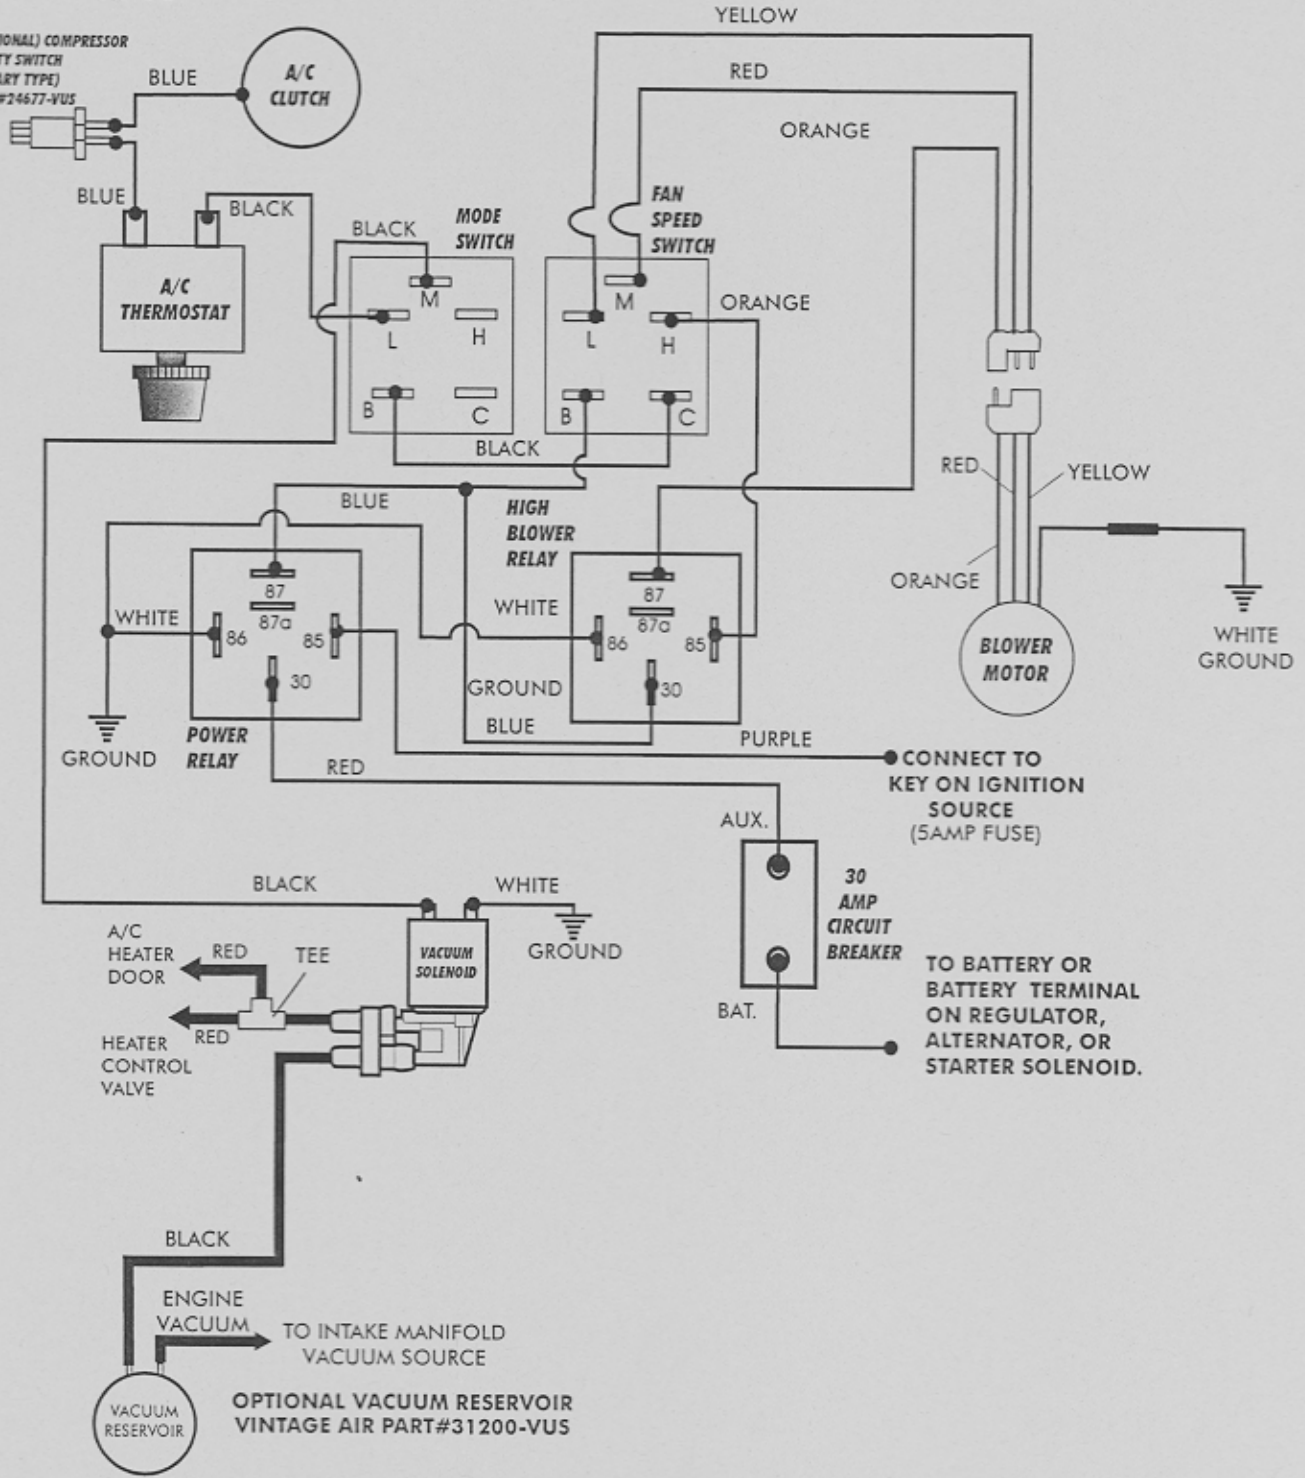 YELLOW
RED
ORANGE
COMPRESSOR
SWITCH
TYPE)
#24677-VUS
BLUE
A/C
CLUTCH
BLUE
BLACK
A/C
THERMOSTAT
BLACK
MODE
SWITCH
M
L
H
B
C
FAN
SPEED
SWITCH
M
L
H
B
C
ORANGE
BLACK
BLUE
HIGH
BLOWER
RELAY
RED
YELLOW
ORANGE
BLOWER
MOTOR
WHITE
GROUND
WHITE
87
87a
86
85
30
POWER
RELAY
GROUND
WHITE
87
87a
86
85
30
GROUND
BLUE
PURPLE
CONNECT TO
KEY ON IGNITION
SOURCE
(5AMP FUSE)
RED
AUX.
30
AMP
CIRCUIT
BREAKER
BAT.
TO BATTERY OR
BATTERY TERMINAL
ON REGULATOR,
ALTERNATOR, OR
STARTER SOLENOID.
BLACK
WHITE
GROUND
VACUUM
SOLENOID
A/C
HEATER
DOOR
RED
TEE
RED
HEATER
CONTROL
VALVE
BLACK
ENGINE
VACUUM
TO INTAKE MANIFOLD
VACUUM SOURCE
VACUUM
RESERVOIR
OPTIONAL VACUUM RESERVOIR
VINTAGE AIR PART#31200-VUS